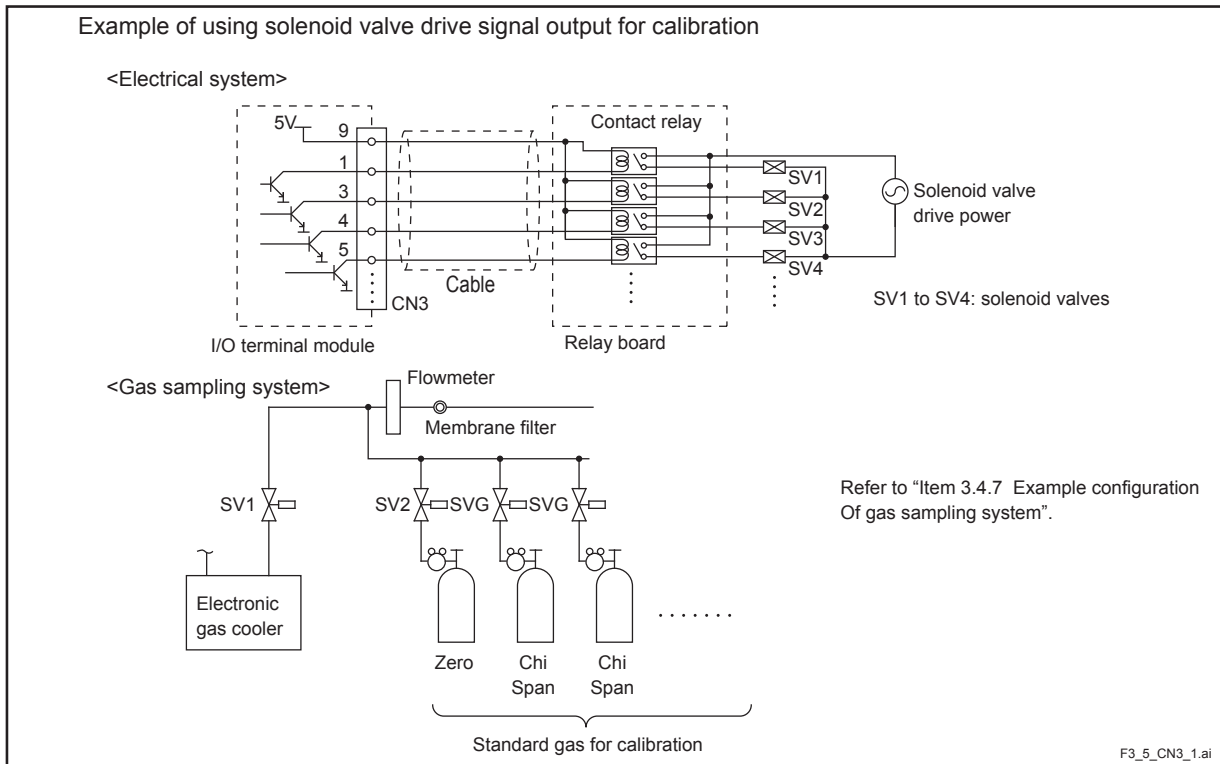 Example of using solenoid valve drive signal output for calibration
<Electrical system>
5V
9
1
3
4
5
CN3
I/O terminal module
Cable
Contact relay
Relay board
SV1
SV2
SV3
SV4
Solenoid valve
drive power
SV1 to SV4: solenoid valves
<Gas sampling system>
Flowmeter
Membrane filter
SV1
SV2
SVG
SVG
Refer to “Item 3.4.7 Example configuration
Of gas sampling system”.
Electronic
gas cooler
Zero
Chi
Span
Chi
Span
Standard gas for calibration
F3_5_CN3_1.ai